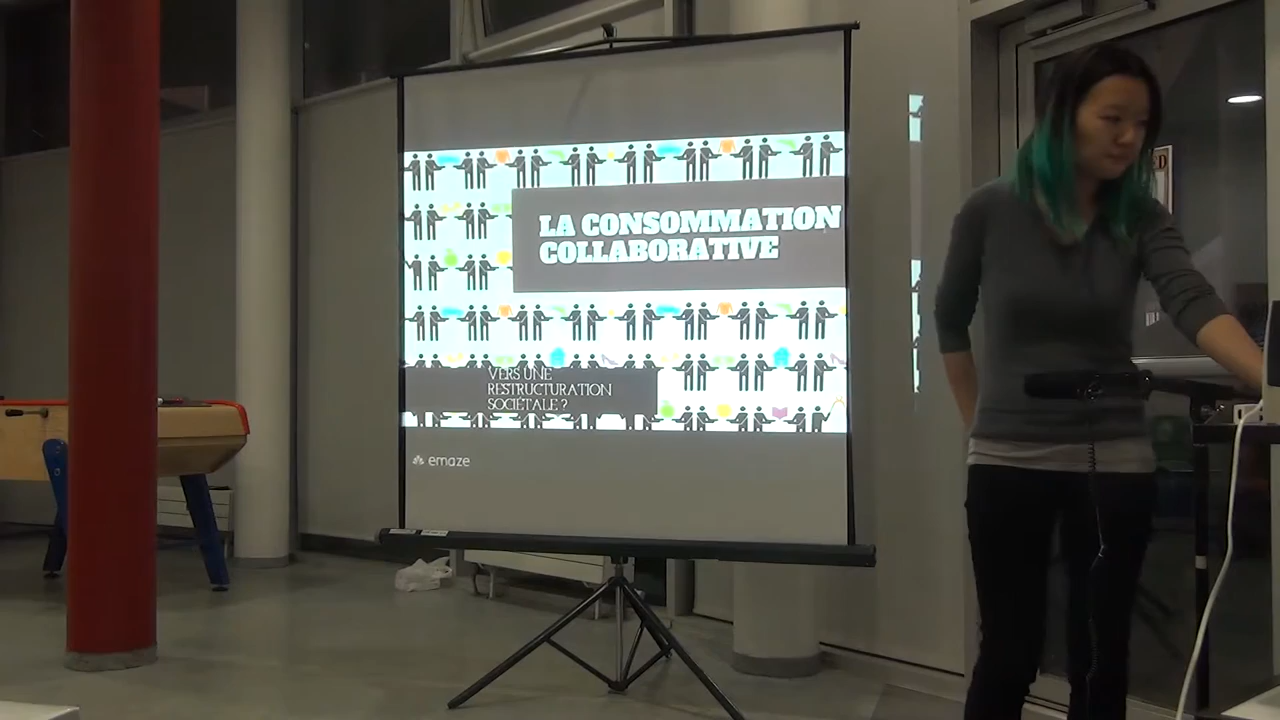 LA CONSOMMATION
COLLABORATIVE
VERS UNE
RESTRUCTURATION
SOCIÉTALE ?
emaze